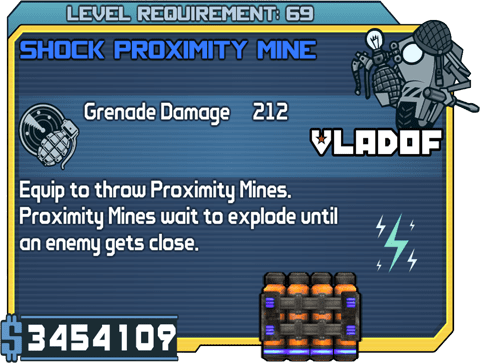 LEVEL REQUIREMENT: 69
SHOCK PROXIMITY MINE
Grenade Damage 212
VLADOF
Equip to throw Proximity Mines.
Proximity Mines wait to explode until
an enemy gets close.
$3454109